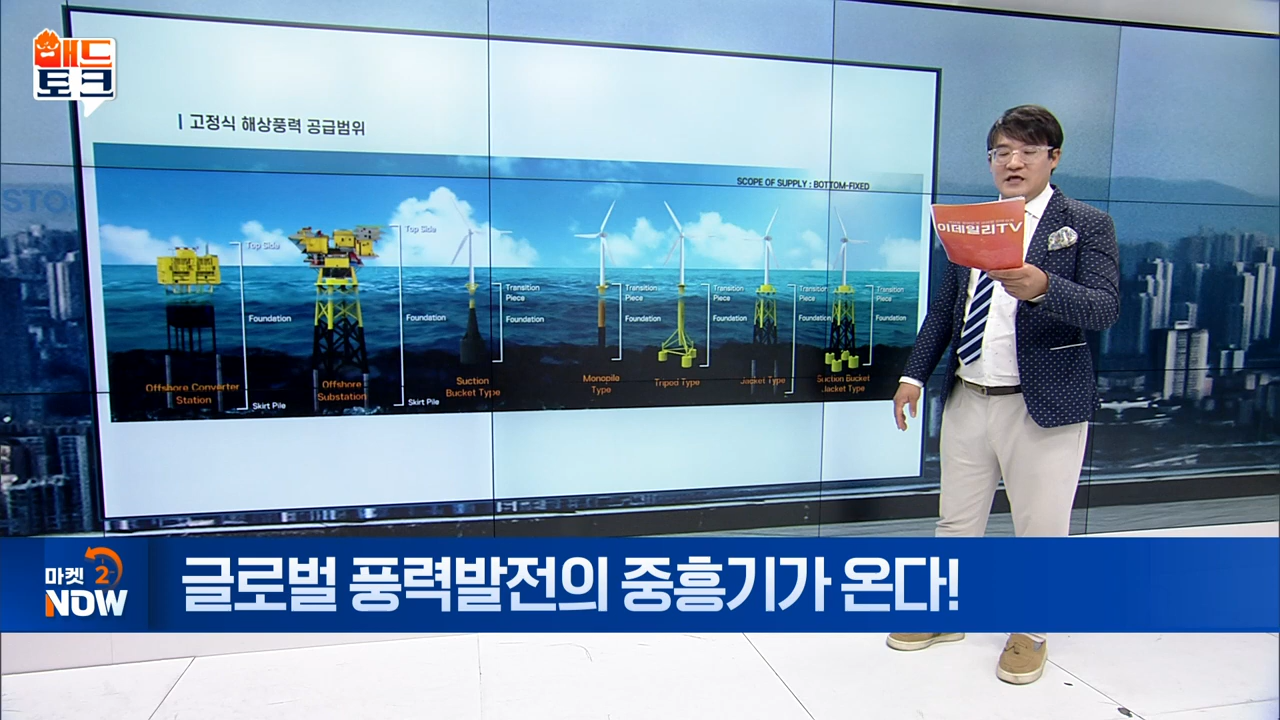 매드
토크
고정식 해상풍력 공급범위
SCOPE OF SUPPLY : BOTTOM-FIXED
STO
Top Side
Foundation
Skirt Pile
Offshore Converter
Station
Top Side
Foundation
Skirt Pile
Offshore
Substation
Transition
Piece
Foundation
Suction
Bucket Type
Transition
Piece
Foundation
Monopile
Type
Transition
Piece
Foundation
Tripod Type
Transition
Piece
Foundation
Jacket Type
Transition
Piece
Foundation
Suction Bucket
Jacket Type
이데일리TV
마켓 2
NOW
글로벌 풍력발전의 중흥기가 온다!